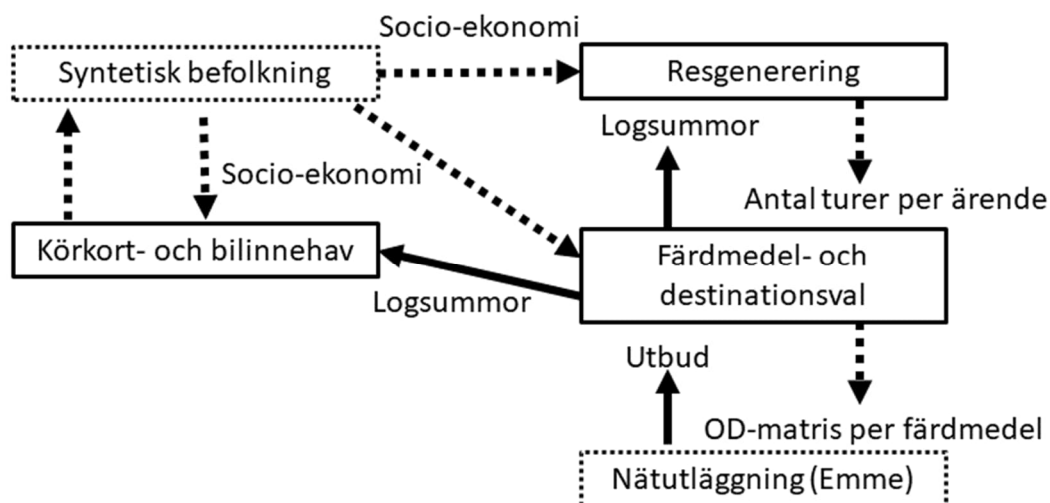 Socio-ekonomi
Syntetisk befolkning
Resgenerering
Logsummor
Socio-ekonomi
Antal turer per ärende
Körkort- och bilinnehav
Färdmedel- och
destinationsval
Logsummor
Utbud
OD-matris per färdmedel
Nätutläggning (Emme)